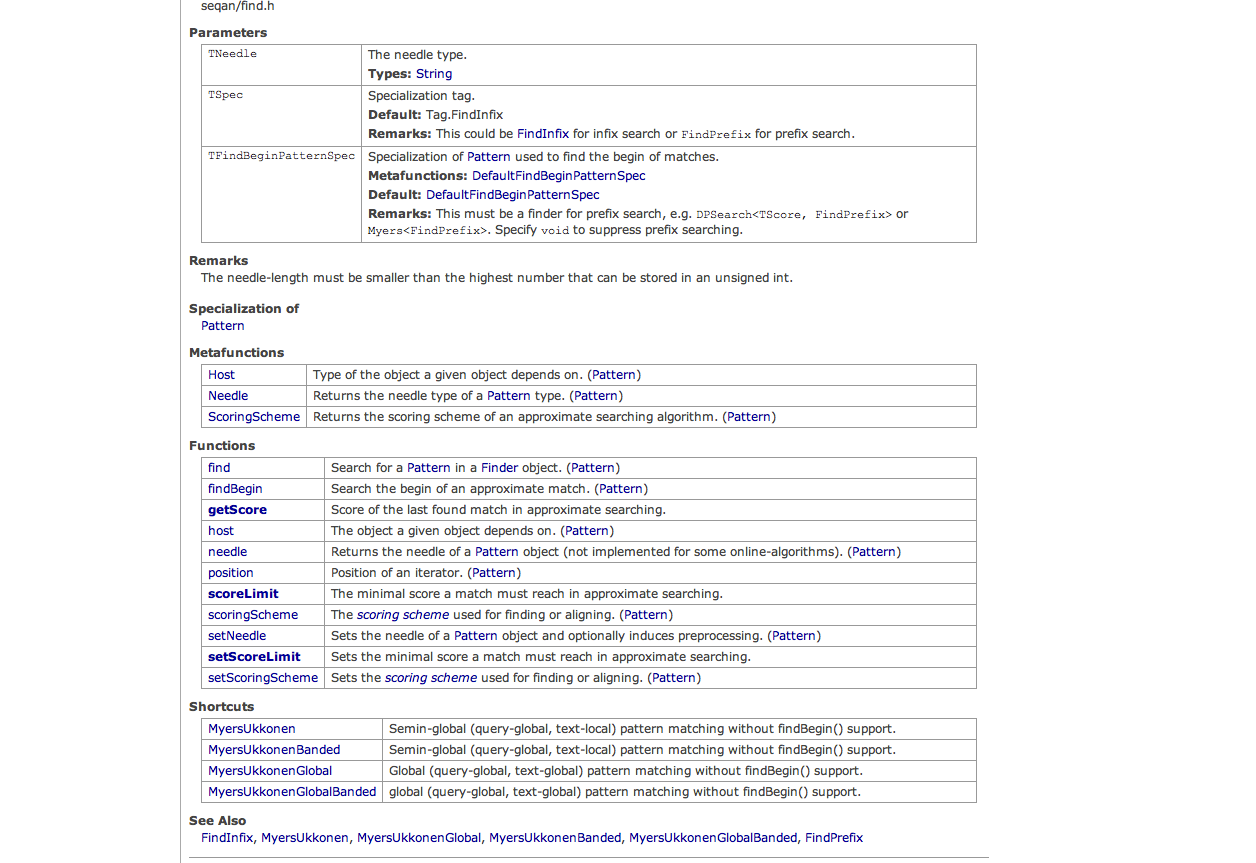 seqan/find.h
Parameters
TNeedle
The needle type.
Types: String
TSpec
Specialization tag.
Default: Tag.FindInfix
Remarks: This could be FindInfix for infix search or FindPrefix for prefix search.
TFindBeginPatternSpec
Specialization of Pattern used to find the begin of matches.
Metafunctions: DefaultFindBeginPatternSpec
Default: DefaultFindBeginPatternSpec
Remarks: This must be a finder for prefix search, e.g. DPSearch<TScore, FindPrefix> or
Myers<FindPrefix>. Specify void to suppress prefix searching.
Remarks
The needle-length must be smaller than the highest number that can be stored in an unsigned int.
Specialization of
Pattern
Metafunctions
Host Type of the object a given object depends on. (Pattern)
Needle Returns the needle type of a Pattern type. (Pattern)
ScoringScheme Returns the scoring scheme of an approximate searching algorithm. (Pattern)
Functions
find Search for a Pattern in a Finder object. (Pattern)
findBegin Search the begin of an approximate match. (Pattern)
getScore Score of the last found match in approximate searching.
host The object a given object depends on. (Pattern)
needle Returns the needle of a Pattern object (not implemented for some online-algorithms). (Pattern)
position Position of an iterator. (Pattern)
scoreLimit The minimal score a match must reach in approximate searching.
scoringScheme The scoring scheme used for finding or aligning. (Pattern)
setNeedle Sets the needle of a Pattern object and optionally induces preprocessing. (Pattern)
setScoreLimit Sets the minimal score a match must reach in approximate searching.
setScoringScheme Sets the scoring scheme used for finding or aligning. (Pattern)
Shortcuts
MyersUkkonen Semin-global (query-global, text-local) pattern matching without findBegin() support.
MyersUkkonenBanded Semin-global (query-global, text-local) pattern matching without findBegin() support.
MyersUkkonenGlobal Global (query-global, text-global) pattern matching without findBegin() support.
MyersUkkonenGlobalBanded global (query-global, text-global) pattern matching without findBegin() support.
See Also
FindInfix, MyersUkkonen, MyersUkkonenGlobal, MyersUkkonenBanded, MyersUkkonenGlobalBanded, FindPrefix